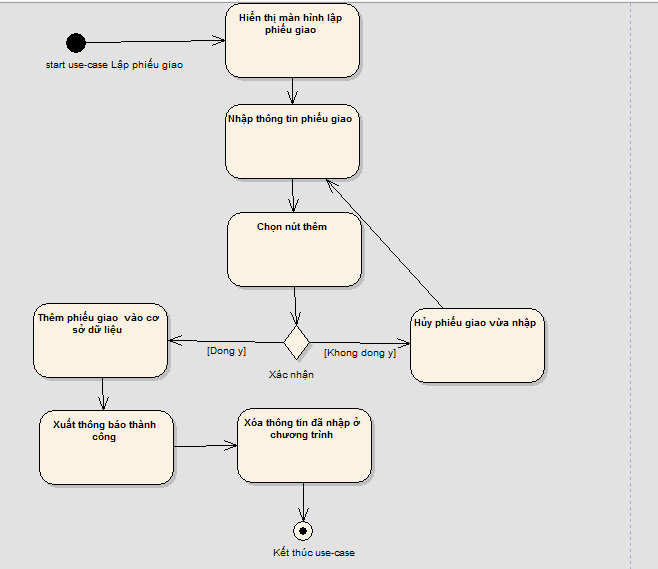 Hiển thị màn hình lập
phiếu giao
start use-case Lập phiếu giao
Nhập thông tin phiếu giao
Chọn nút thêm
Thêm phiếu giao vào cơ
sở dữ liệu
Hủy phiếu giao vừa nhập
[Dong y]
[Khong dong y]
Xác nhận
Xuất thông báo thành
công
Xóa thông tin đã nhập ở
chương trình
Kết thúc use-case